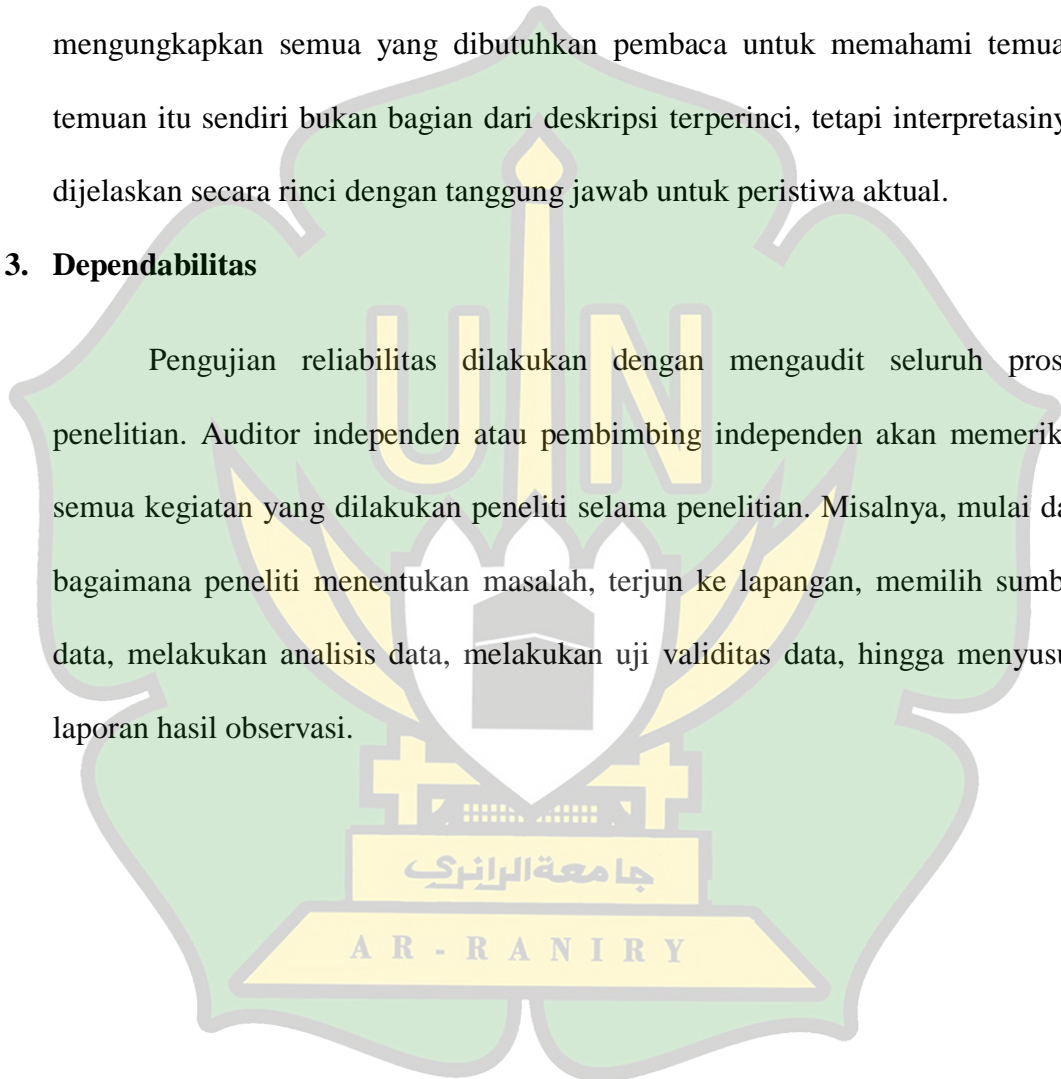 mengungkapkan semua yang dibutuhkan pembaca untuk memahami temua
temuan itu sendiri bukan bagian dari deskripsi terperinci, tetapi interpretasiny
dijelaskan secara rinci dengan tanggung jawab untuk peristiwa aktual.
3. Dependabilitas
Pengujian reliabilitas dilakukan dengan mengaudit seluruh pros
penelitian. Auditor independen atau pembimbing independen akan memerik
semua kegiatan yang dilakukan peneliti selama penelitian. Misalnya, mulai da
bagaimana peneliti menentukan masalah, terjun ke lapangan, memilih sumb
data, melakukan analisis data, melakukan uji validitas data, hingga menyusu
laporan hasil observasi.
UIN
جامعة الرانري
AR-RANIRY